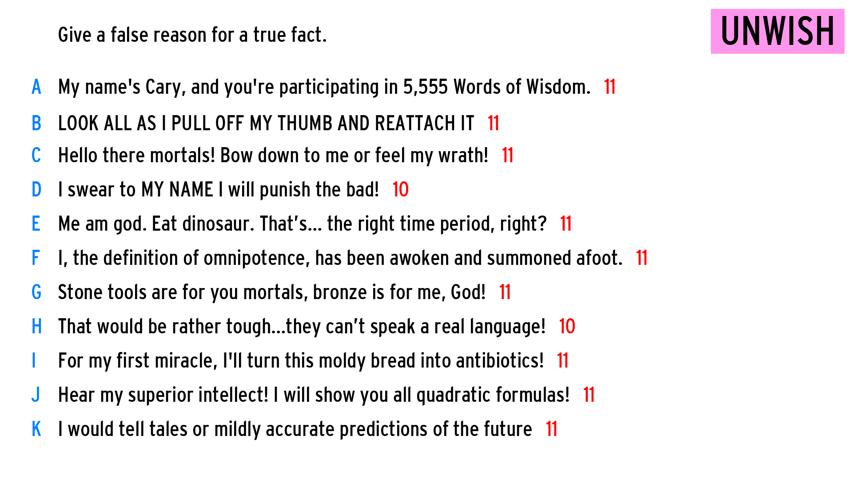 Give a false reason for a true fact.
UNWISH
A My name's Cary, and you're participating in 5,555 Words of Wisdom. 11
B LOOK ALL AS I PULL OFF MY THUMB AND REATTACH IT 11
C Hello there mortals! Bow down to me or feel my wrath! 11
D I swear to MY NAME I will punish the bad! 10
E Me am god. Eat dinosaur. That’s... the right time period, right? 11
F I, the definition of omnipotence, has been awoken and summoned afoot. 11
G Stone tools are for you mortals, bronze is for me, God! 11
H That would be rather tough...they can’t speak a real language! 10
I For my first miracle, I'll turn this moldy bread into antibiotics! 11
J Hear my superior intellect! I will show you all quadratic formulas! 11
K I would tell tales or mildly accurate predictions of the future 11